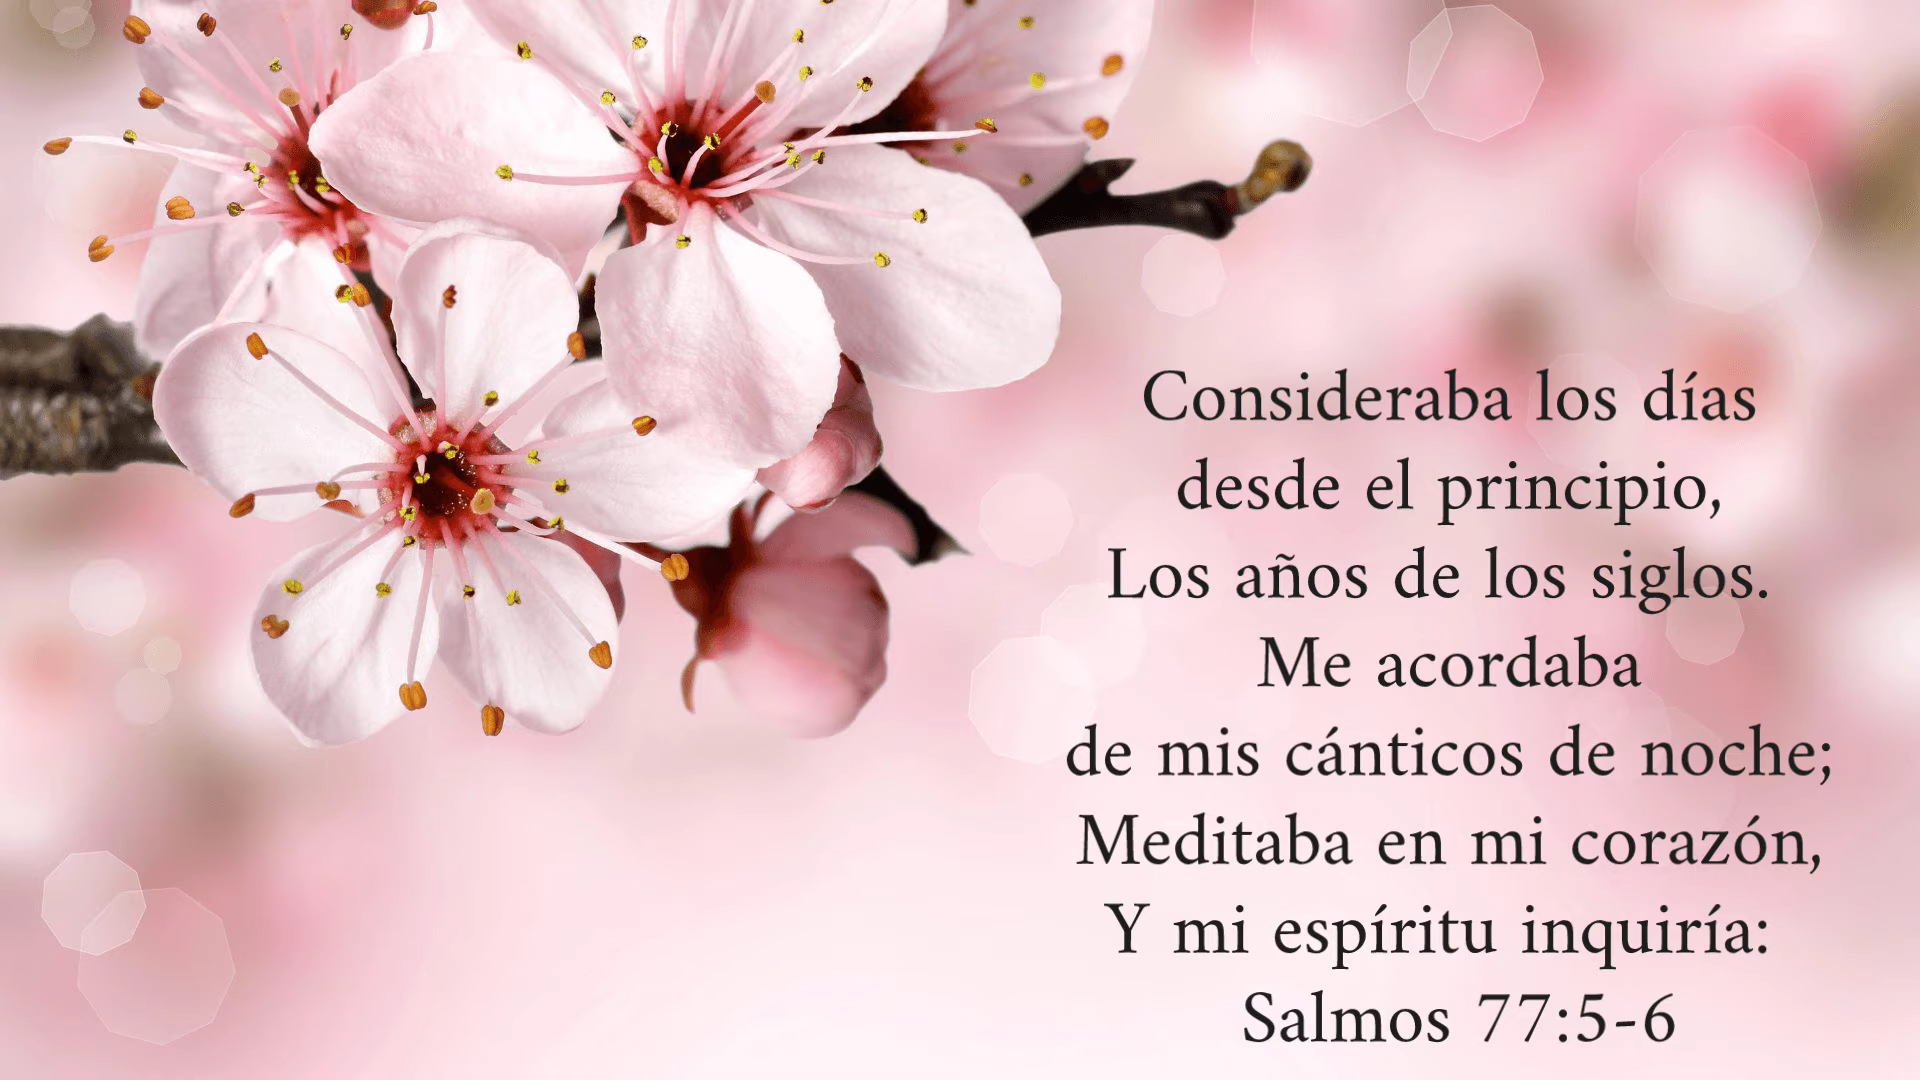 Consideraba los días
desde el principio,
Los años de los siglos.
Me acordaba
de mis cánticos de noche;
Meditaba en mi corazón,
Y mi espíritu inquiría:
Salmos 77:5-6